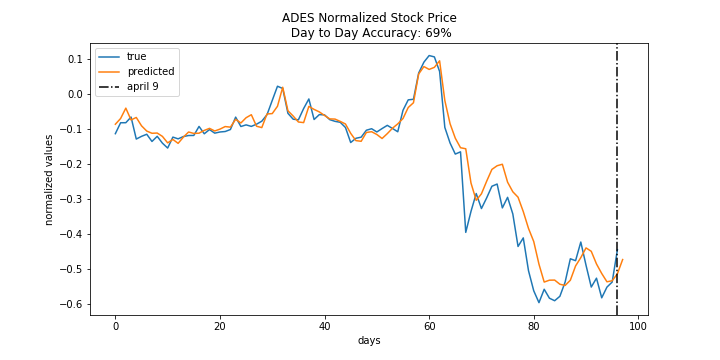 ADES Normalized Stock Price
Day to Day Accuracy: 69%
true
predicted
april 9
normalized values
0.1
0.0
−0.1
−0.2
−0.3
−0.4
−0.5
−0.6
0 20 40 60 80 100
days